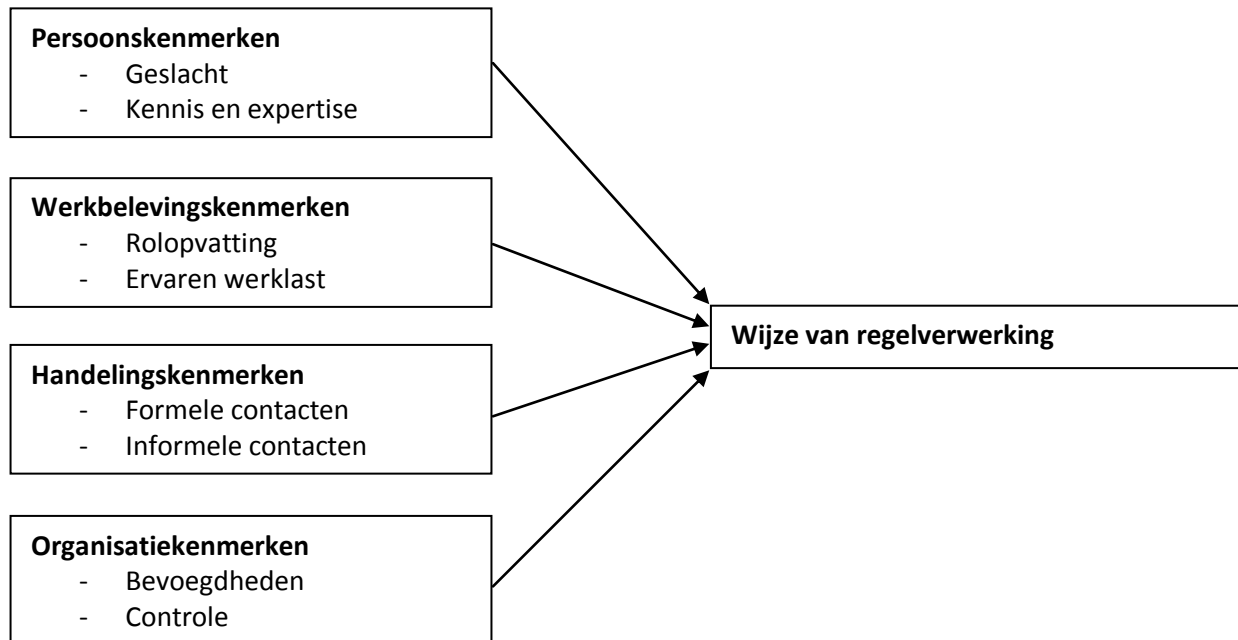 Persoonskenmerken
- Geslacht
- Kennis en expertise
Werkbelevingskenmerken
- Rolopvatting
- Ervaren werklast
Handelingskenmerken
- Formele contacten
- Informele contacten
Organisatiekenmerken
- Bevoegdheden
- Controle
Wijze van regelverwerking